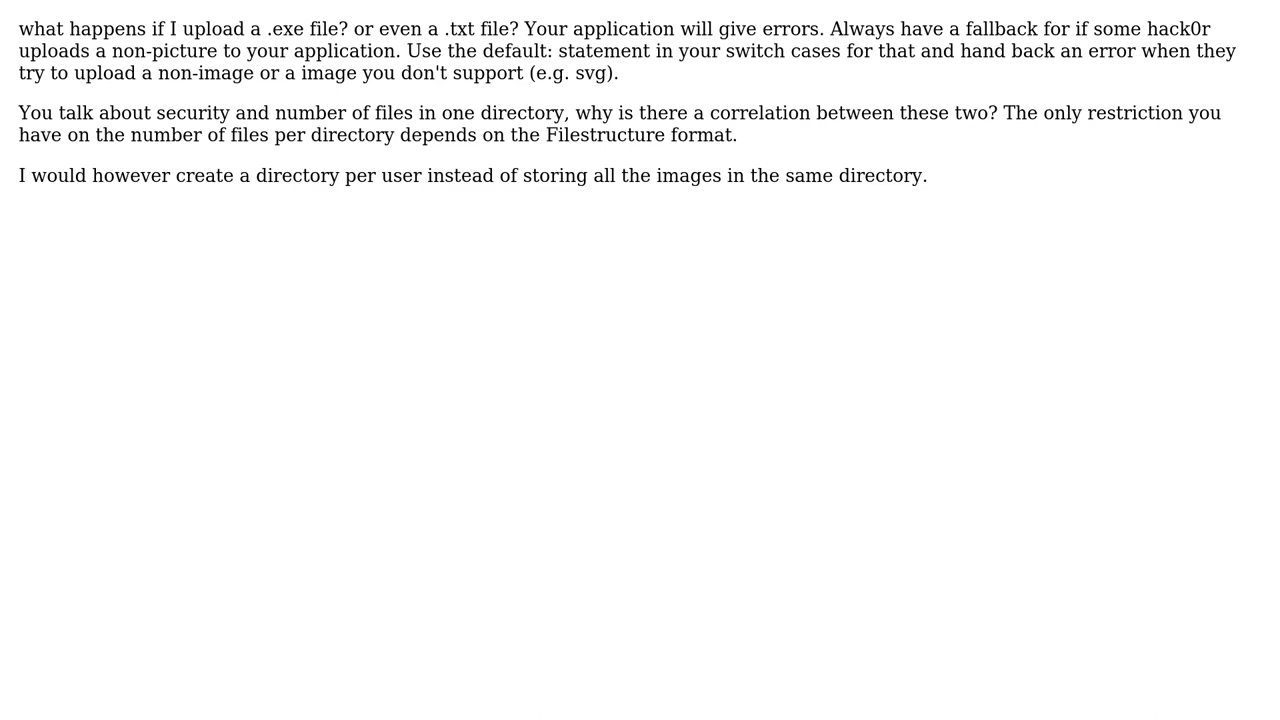 what happens if I upload a .exe file? or even a .txt file? Your application will give errors. Always have a fallback for if some hack0r
uploads a non-picture to your application. Use the default: statement in your switch cases for that and hand back an error when they
try to upload a non-image or a image you don't support (e.g. svg).
You talk about security and number of files in one directory, why is there a correlation between these two? The only restriction you
have on the number of files per directory depends on the Filestructure format.
I would however create a directory per user instead of storing all the images in the same directory.